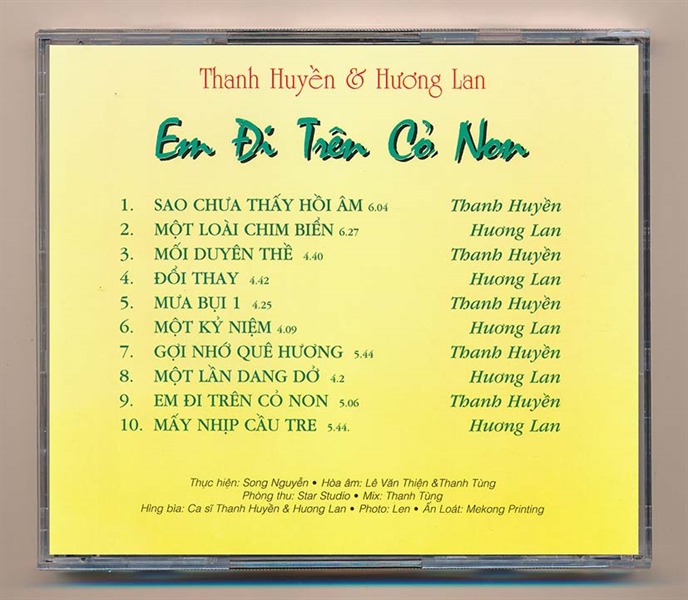 Thanh Huyền & Hương Lan
Em Đi Trên Cỏ Non
1. SAO CHƯA THẤY HỒI ÂM 6.04 Thanh Huyền
2. MỘT LOÀI CHIM BIỂN 6.27 Hương Lan
3. MỐI DUYÊN THỀ 4.40 Thanh Huyền
4. ĐỔI THAY 4.42 Hương Lan
5. MƯA BỤI 1 4.25 Thanh Huyền
6. MỘT KỶ NIỆM 4.09 Hương Lan
7. GỢI NHỚ QUÊ HƯƠNG 5.44 Thanh Huyền
8. MỘT LẦN DANG DỞ 4.2 Hương Lan
9. EM ĐI TRÊN CỎ NON 5.06 Thanh Huyền
10. MẤY NHỊP CẦU TRE 5.44. Hương Lan
Thực hiện: Song Nguyễn • Hòa âm: Lê Văn Thiện &Thanh Tùng
Phòng thu: Star Studio • Mix: Thanh Tùng
Hình bìa: Ca sĩ Thanh Huyền & Hương Lan • Photo: Len • Ấn Loát: Mekong Printing